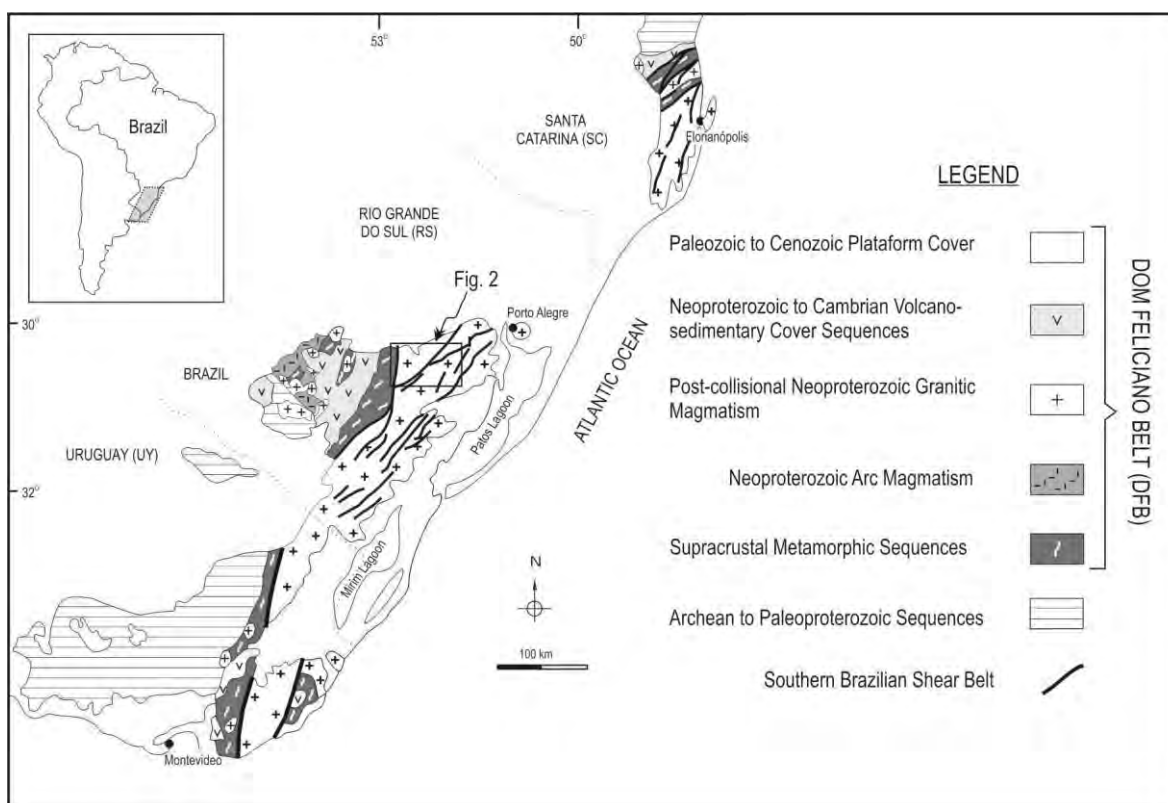 53°
50°
Brazil
SANTA
CATARINA (SC)
Florianópolis
RIO GRANDE
DO SUL (RS)
Fig. 2
30°
Porto Alegre
BRAZIL
Patos Lagoon
ATLANTIC OCEAN
URUGUAY (UY)
32°
Mirim Lagoon
N
100 km
Montevideo
LEGEND
Paleozoic to Cenozoic Plataform Cover
Neoproterozoic to Cambrian Volcano-
sedimentary Cover Sequences
Post-collisional Neoproterozoic Granitic
Magmatism
Neoproterozoic Arc Magmatism
Supracrustal Metamorphic Sequences
Archean to Paleoproterozoic Sequences
Southern Brazilian Shear Belt
DOM FELICIANO BELT (DFB)